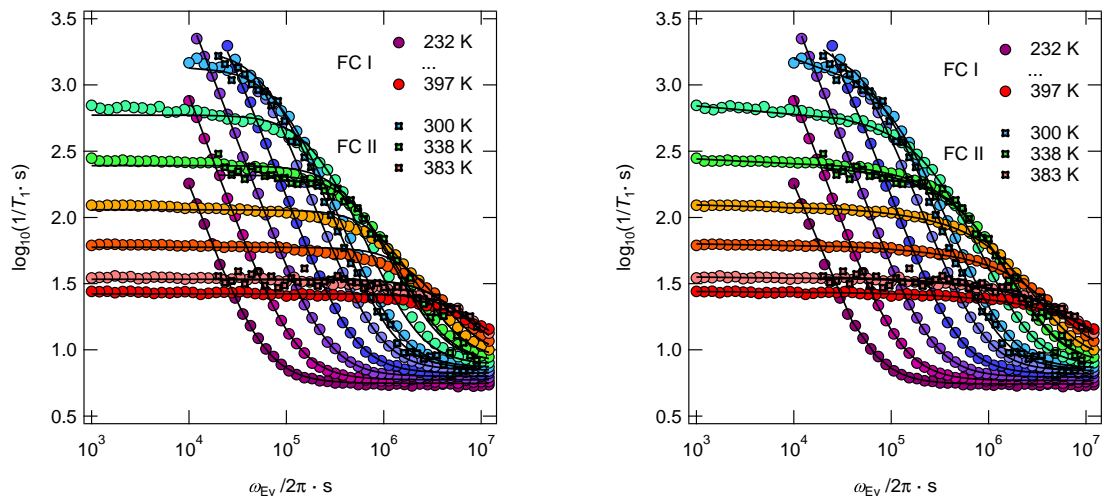 3.5
3.0
2.5
2.0
1.5
1.0
0.5
log10(1/T1 · s)
FC I
232 K
...
397 K
FC II
300 K
338 K
383 K
10^3 10^4 10^5 10^6 10^7
ωEy /2π · s
3.5
3.0
2.5
2.0
1.5
1.0
0.5
log10(1/T1 · s)
FC I
232 K
...
397 K
FC II
300 K
338 K
383 K
10^3 10^4 10^5 10^6 10^7
ωEy /2π · s